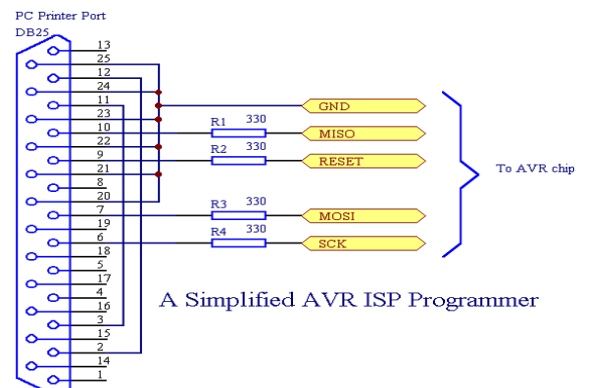 PC Printer Port
DB25
13
25
12
24
11
23
10
22
9
21
8
20
7
19
6
18
5
17
4
16
3
15
2
14
1
GND
R1 330
MISO
R2 330
RESET
R3 330
MOSI
R4 330
SCK
To AVR chip
A Simplified AVR ISP Programmer